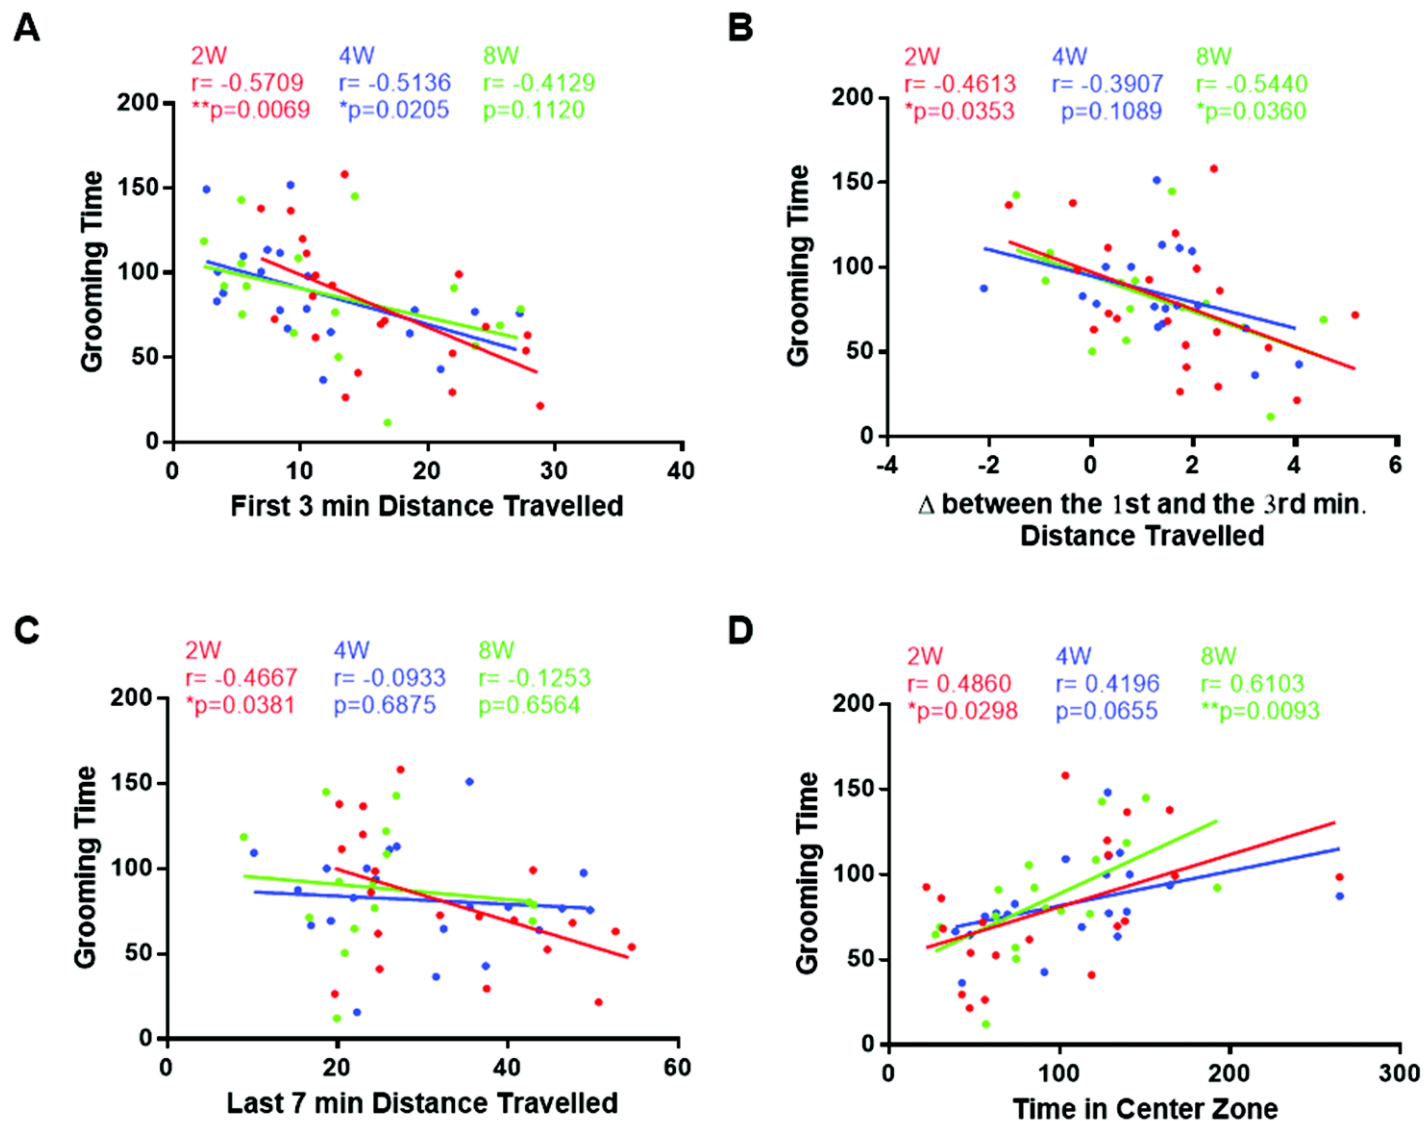 A
2W 4W 8W
r= -0.5709 r= -0.5136 r= -0.4129
**p=0.0069 *p=0.0205 p=0.1120
200
150
100
50
0
Grooming Time
0 10 20 30 40
First 3 min Distance Travelled
B
2W 4W 8W
r= -0.4613 r= -0.3907 r= -0.5440
*p=0.0353 p=0.1089 *p=0.0360
200
150
100
50
0
Grooming Time
-4 -2 0 2 4 6
Δ between the 1st and the 3rd min.
Distance Travelled
C
2W 4W 8W
r= -0.4667 r= -0.0933 r= -0.1253
*p=0.0381 p=0.6875 p=0.6564
200
150
100
50
0
Grooming Time
0 20 40 60
Last 7 min Distance Travelled
D
2W 4W 8W
r= 0.4860 r= 0.4196 r= 0.6103
*p=0.0298 p=0.0655 **p=0.0093
200
150
100
50
0
Grooming Time
0 100 200 300
Time in Center Zone